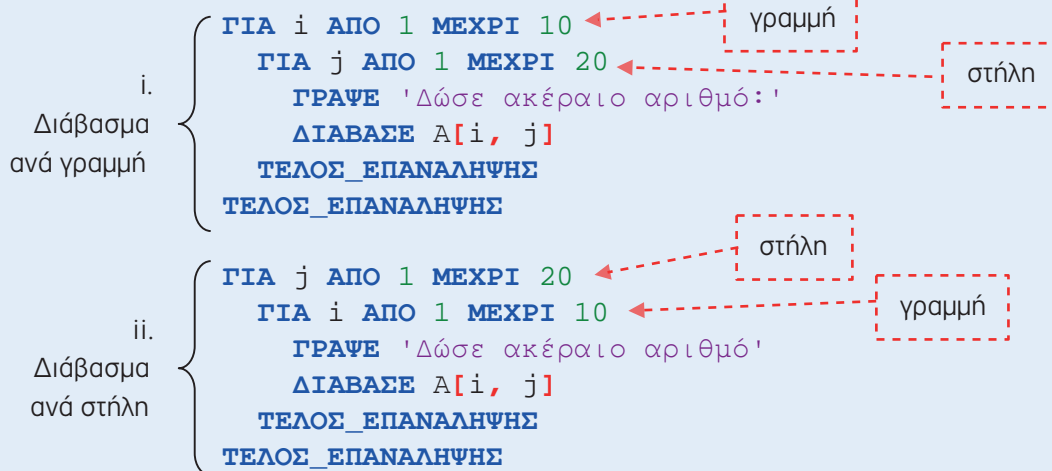 ΓΙΑ i ΑΠΟ 1 ΜΕΧΡΙ 10
γραμμή
ΓΙΑ j ΑΠΟ 1 ΜΕΧΡΙ 20
στήλη
i.
Διάβασμα
ανά γραμμή
ΓΡΑΨΕ 'Δώσε ακέραιο αριθμό:'
ΔΙΑΒΑΣΕ Α[i, j]
ΤΕΛΟΣ_ΕΠΑΝΑΛΗΨΗΣ
ΤΕΛΟΣ_ΕΠΑΝΑΛΗΨΗΣ
στήλη
ΓΙΑ j ΑΠΟ 1 ΜΕΧΡΙ 20
ΓΙΑ i ΑΠΟ 1 ΜΕΧΡΙ 10
γραμμή
ii.
Διάβασμα
ανά στήλη
ΓΡΑΨΕ 'Δώσε ακέραιο αριθμό'
ΔΙΑΒΑΣΕ Α[i, j]
ΤΕΛΟΣ_ΕΠΑΝΑΛΗΨΗΣ
ΤΕΛΟΣ_ΕΠΑΝΑΛΗΨΗΣ